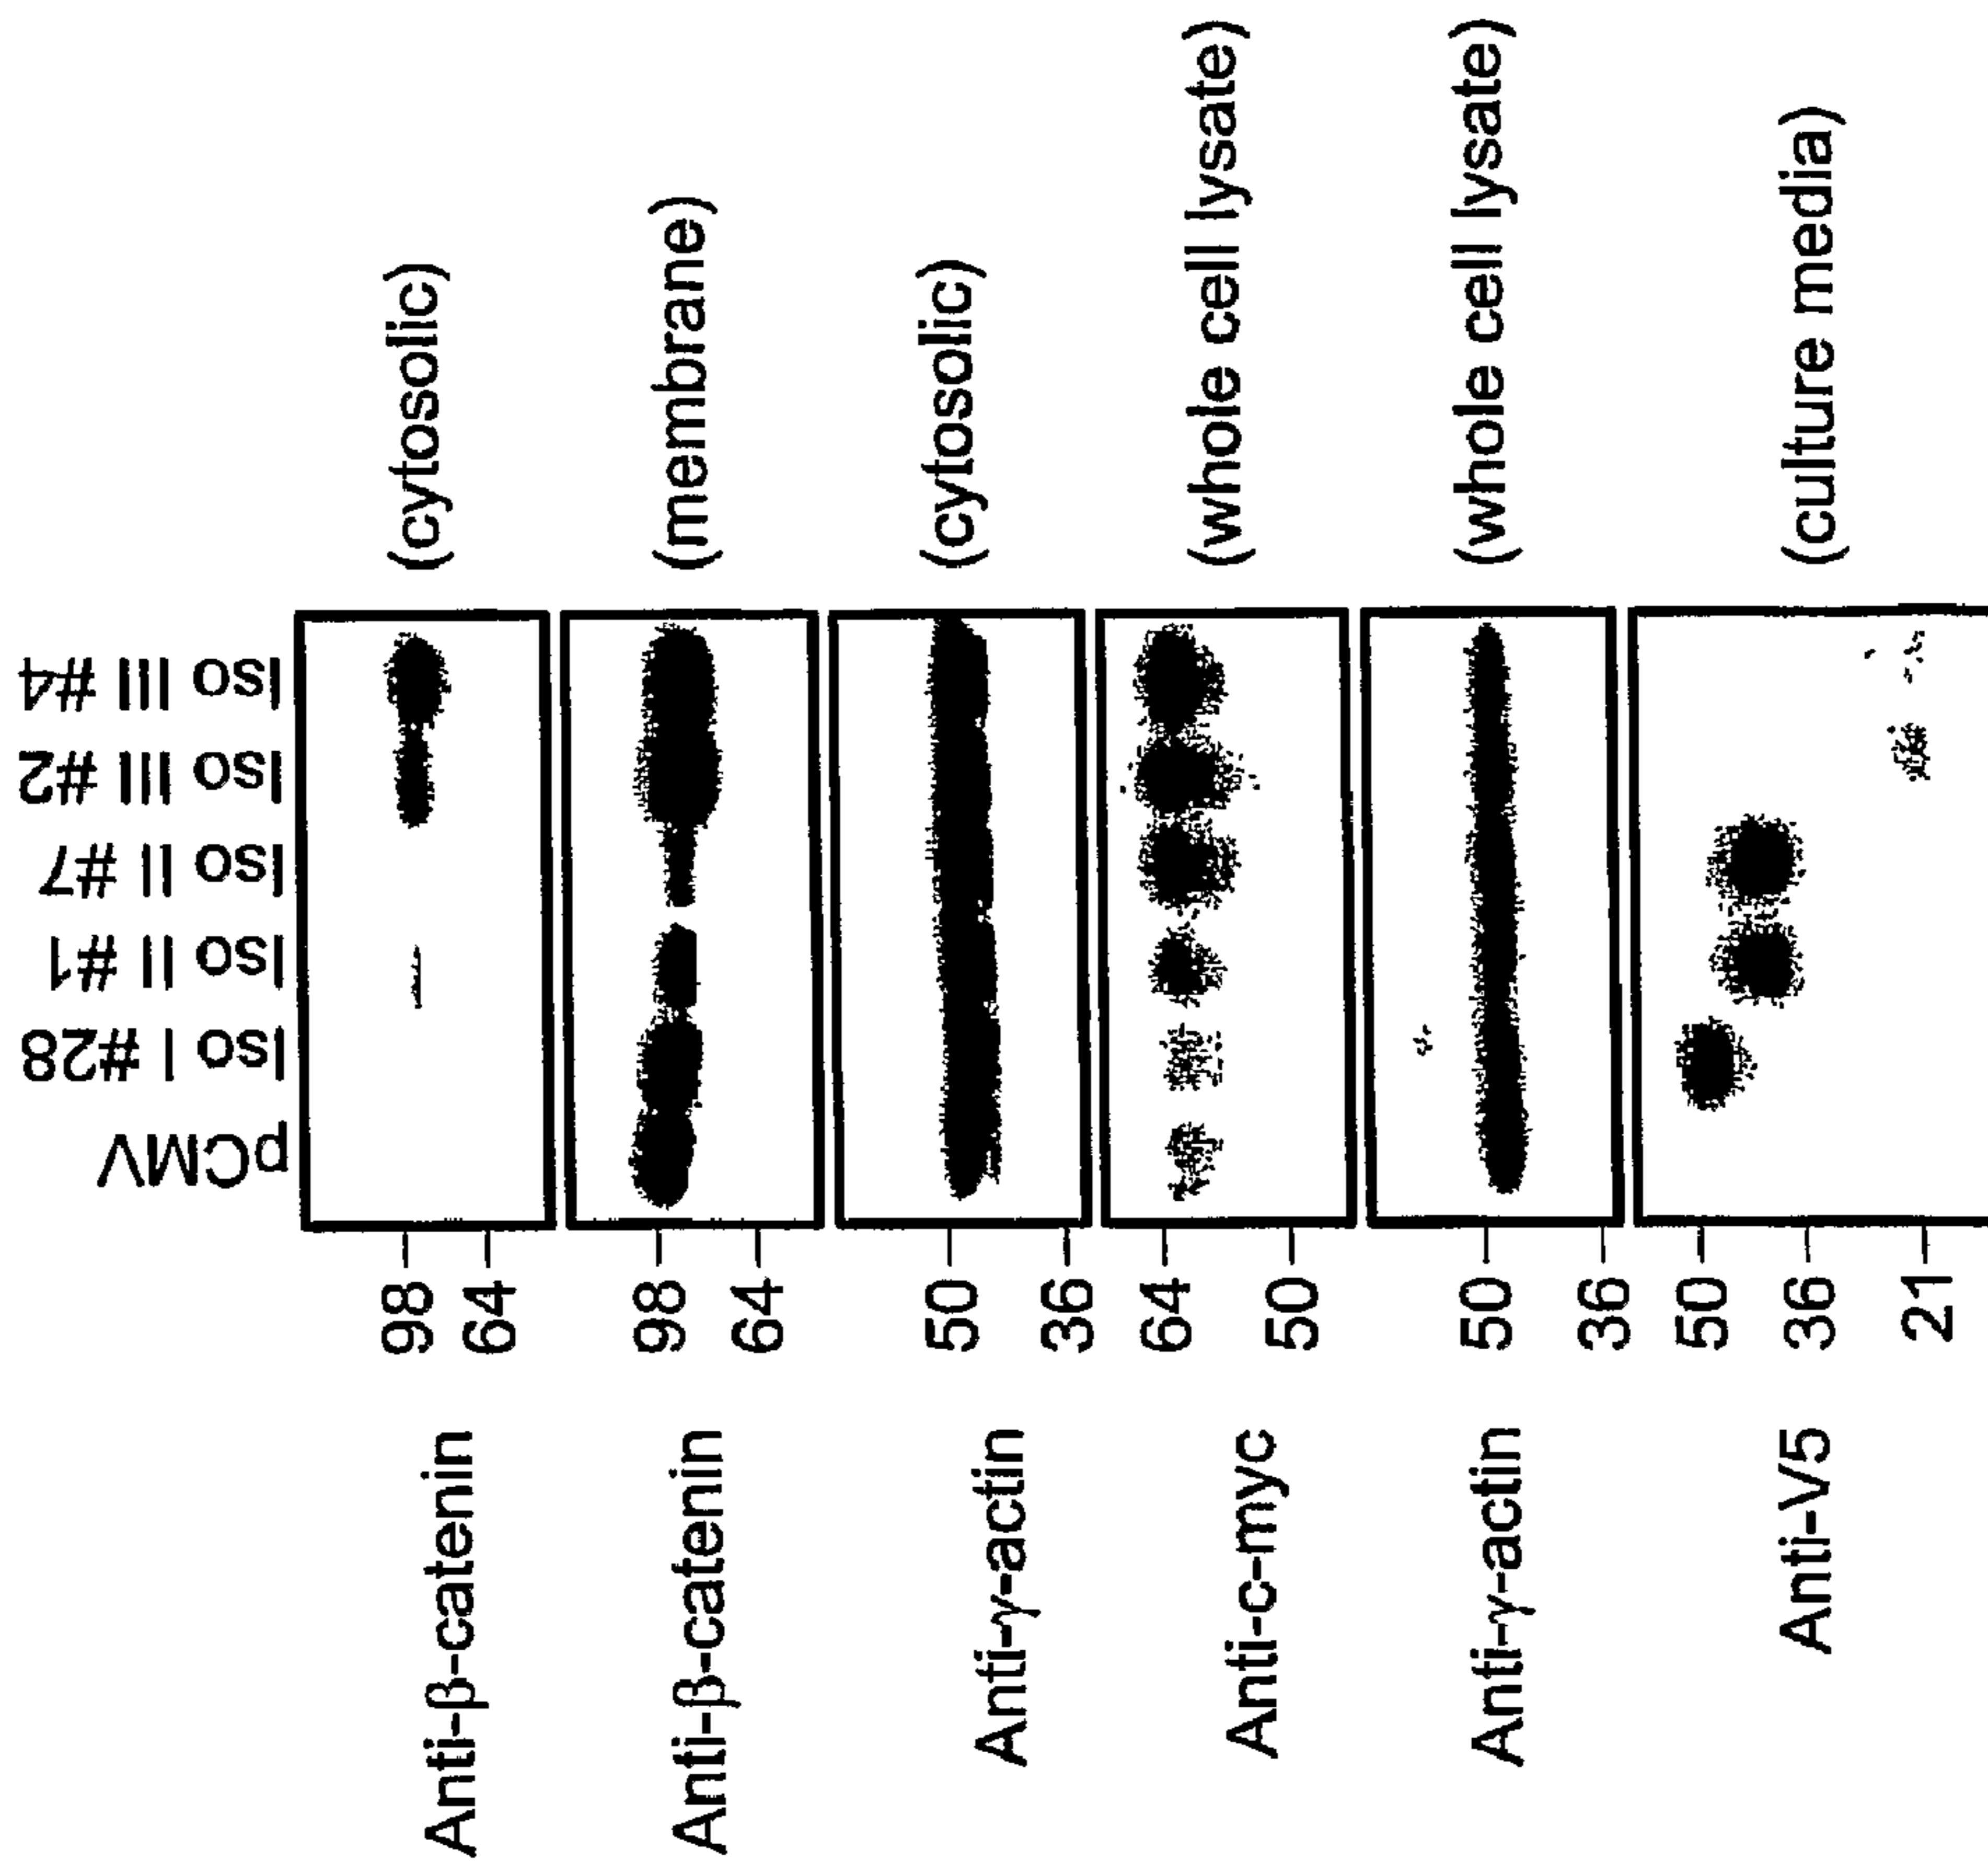 pCMV
Iso I #28
Iso II #1
Iso II #7
Iso III #2
Iso III #4
Anti-β-catenin 98 64 (cytosolic)
Anti-β-catenin 98 64 (membrane)
Anti-γ-actin 50 36 (cytosolic)
Anti-c-myc 64 50 (whole cell lysate)
Anti-γ-actin 50 36 (whole cell lysate)
Anti-V5 50 36 21 (culture media)